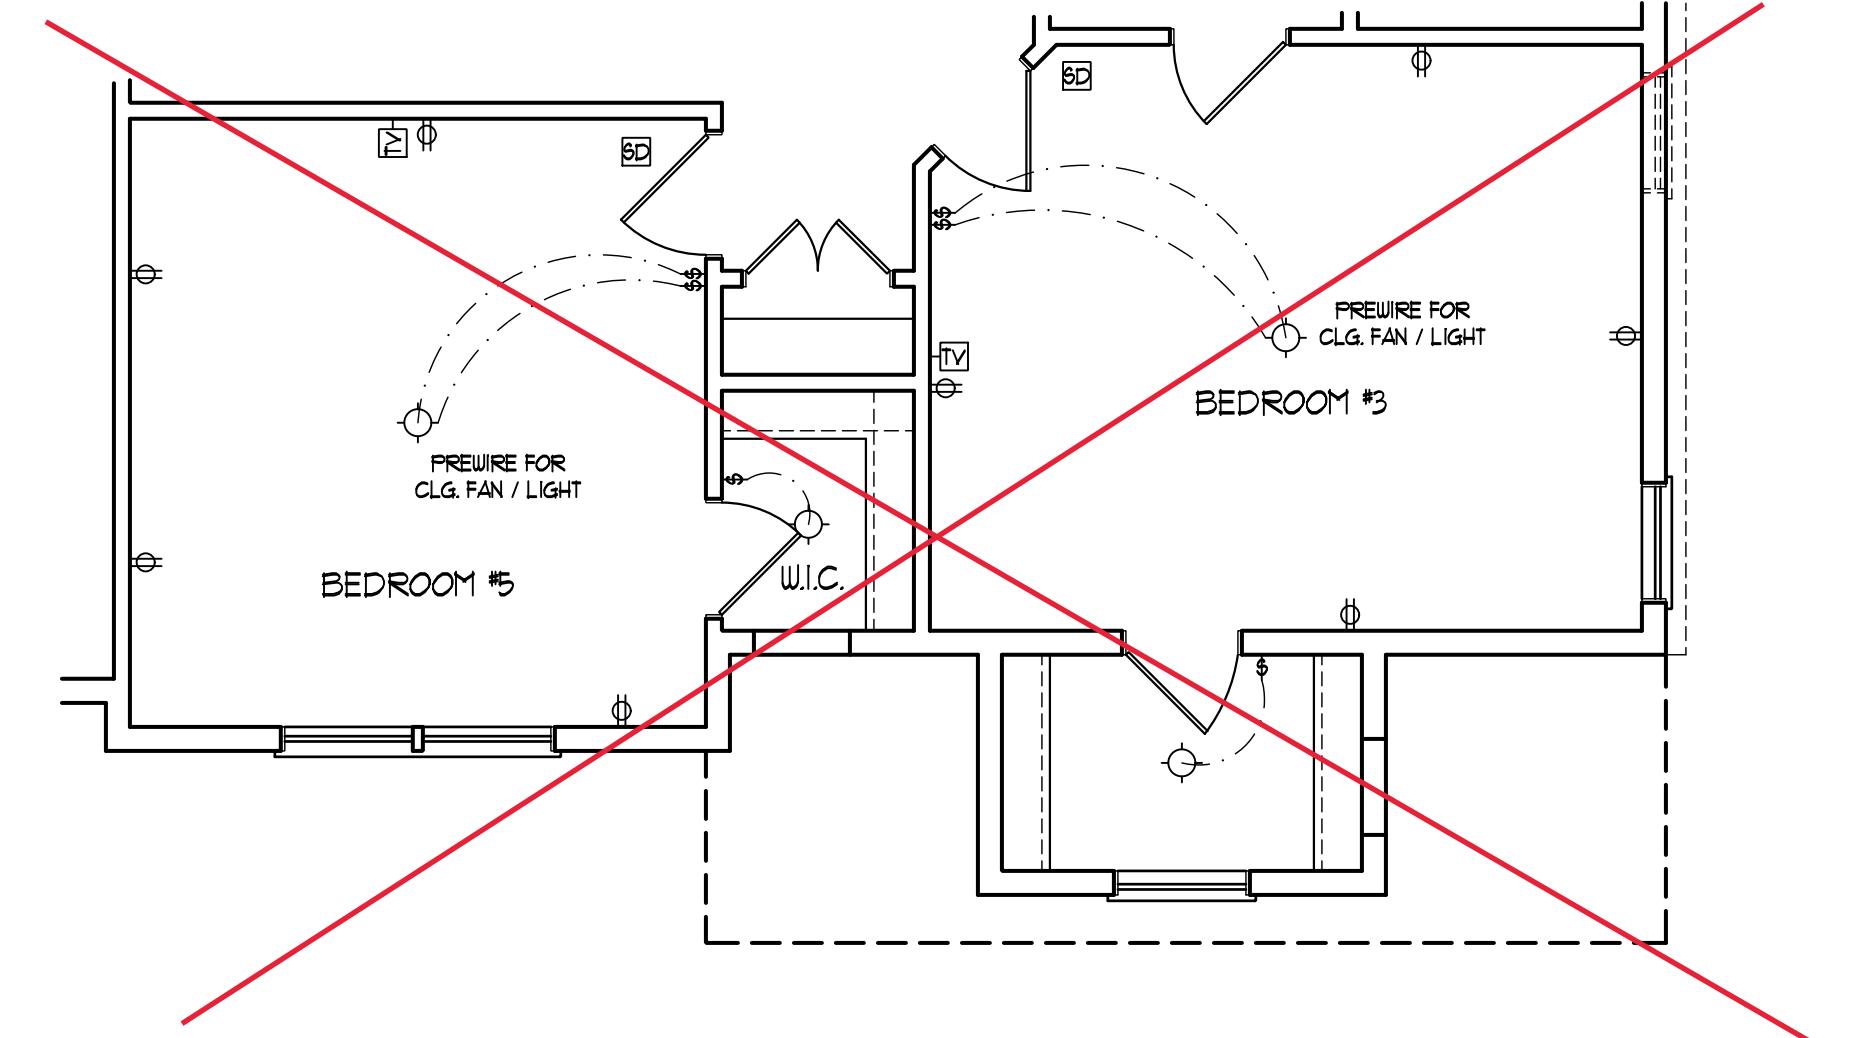 SD
TV
SD
$
$
$
$
PREWIRE FOR
CLG. FAN / LIGHT
TV
BEDROOM #3
PREWIRE FOR
CLG. FAN / LIGHT
$
BEDROOM #5
W.I.C.
$